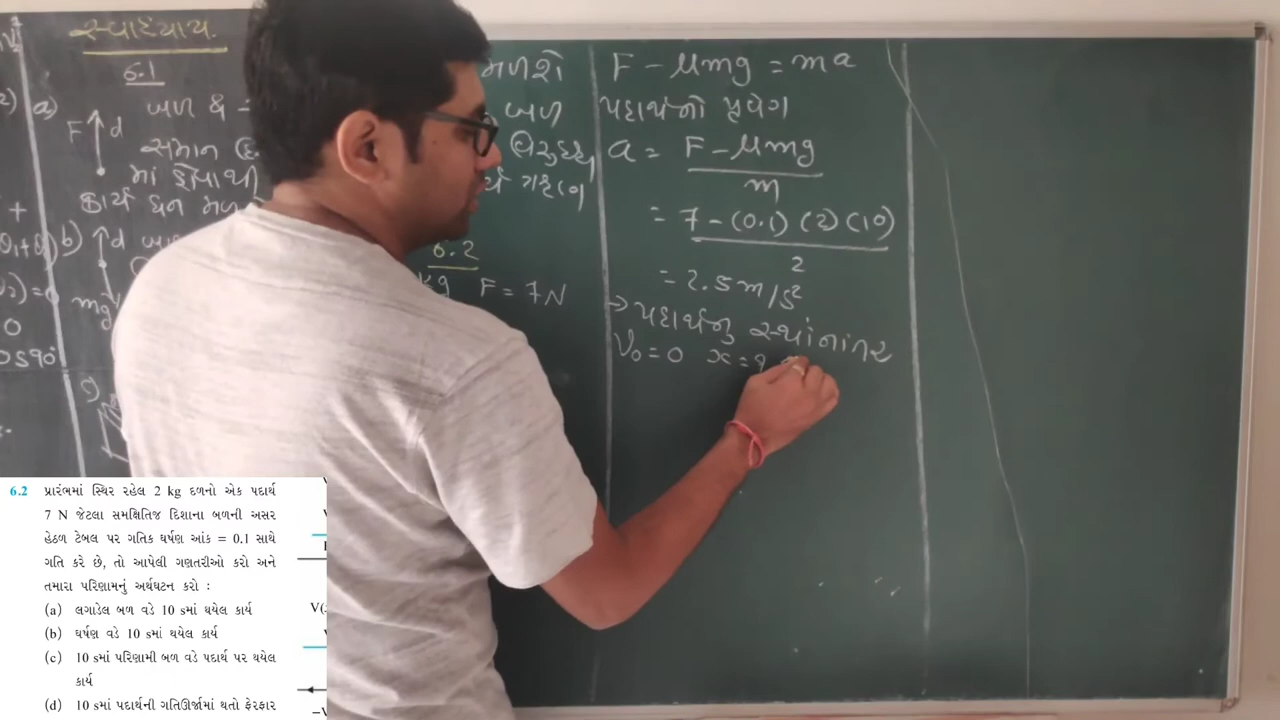 સ્વાધ્યાય.
6.1
a)
F d
બળ &
સમાન
માં હોવાથી
કાર્ય ધન મળે
b)
d
mg
મળશે
બળ
વિરુદ્ધ
6.2
kg F = 7N
F - μmg = ma
પદાર્થનો પ્રવેગ
a = F - μmg
m
= 7 - (0.1) (2) (10)
2
= 2.5 m/s²
→ પદાર્થનુ સ્થાંનાંતર
V₀ = 0 x = ?
6.2 પ્રારંભમાં સ્થિર રહેલ 2 kg દળનો એક પદાર્થ
7 N જેટલા સમક્ષિતિજ દિશાના બળની અસર
હેઠળ ટેબલ પર ગતિક ઘર્ષણ આંક = 0.1 સાથે
ગતિ કરે છે, તો આપેલી ગણતરીઓ કરો અને
તમારા પરિણામનું અર્થઘટન કરો :
(a) લગાડેલ બળ વડે 10 sમાં થયેલ કાર્ય
(b) ઘર્ષણ વડે 10 sમાં થયેલ કાર્ય
(c) 10 sમાં પરિણામી બળ વડે પદાર્થ પર થયેલ
કાર્ય
(d) 10 sમાં પદાર્થની ગતિઊર્જામાં થતો ફેરફાર